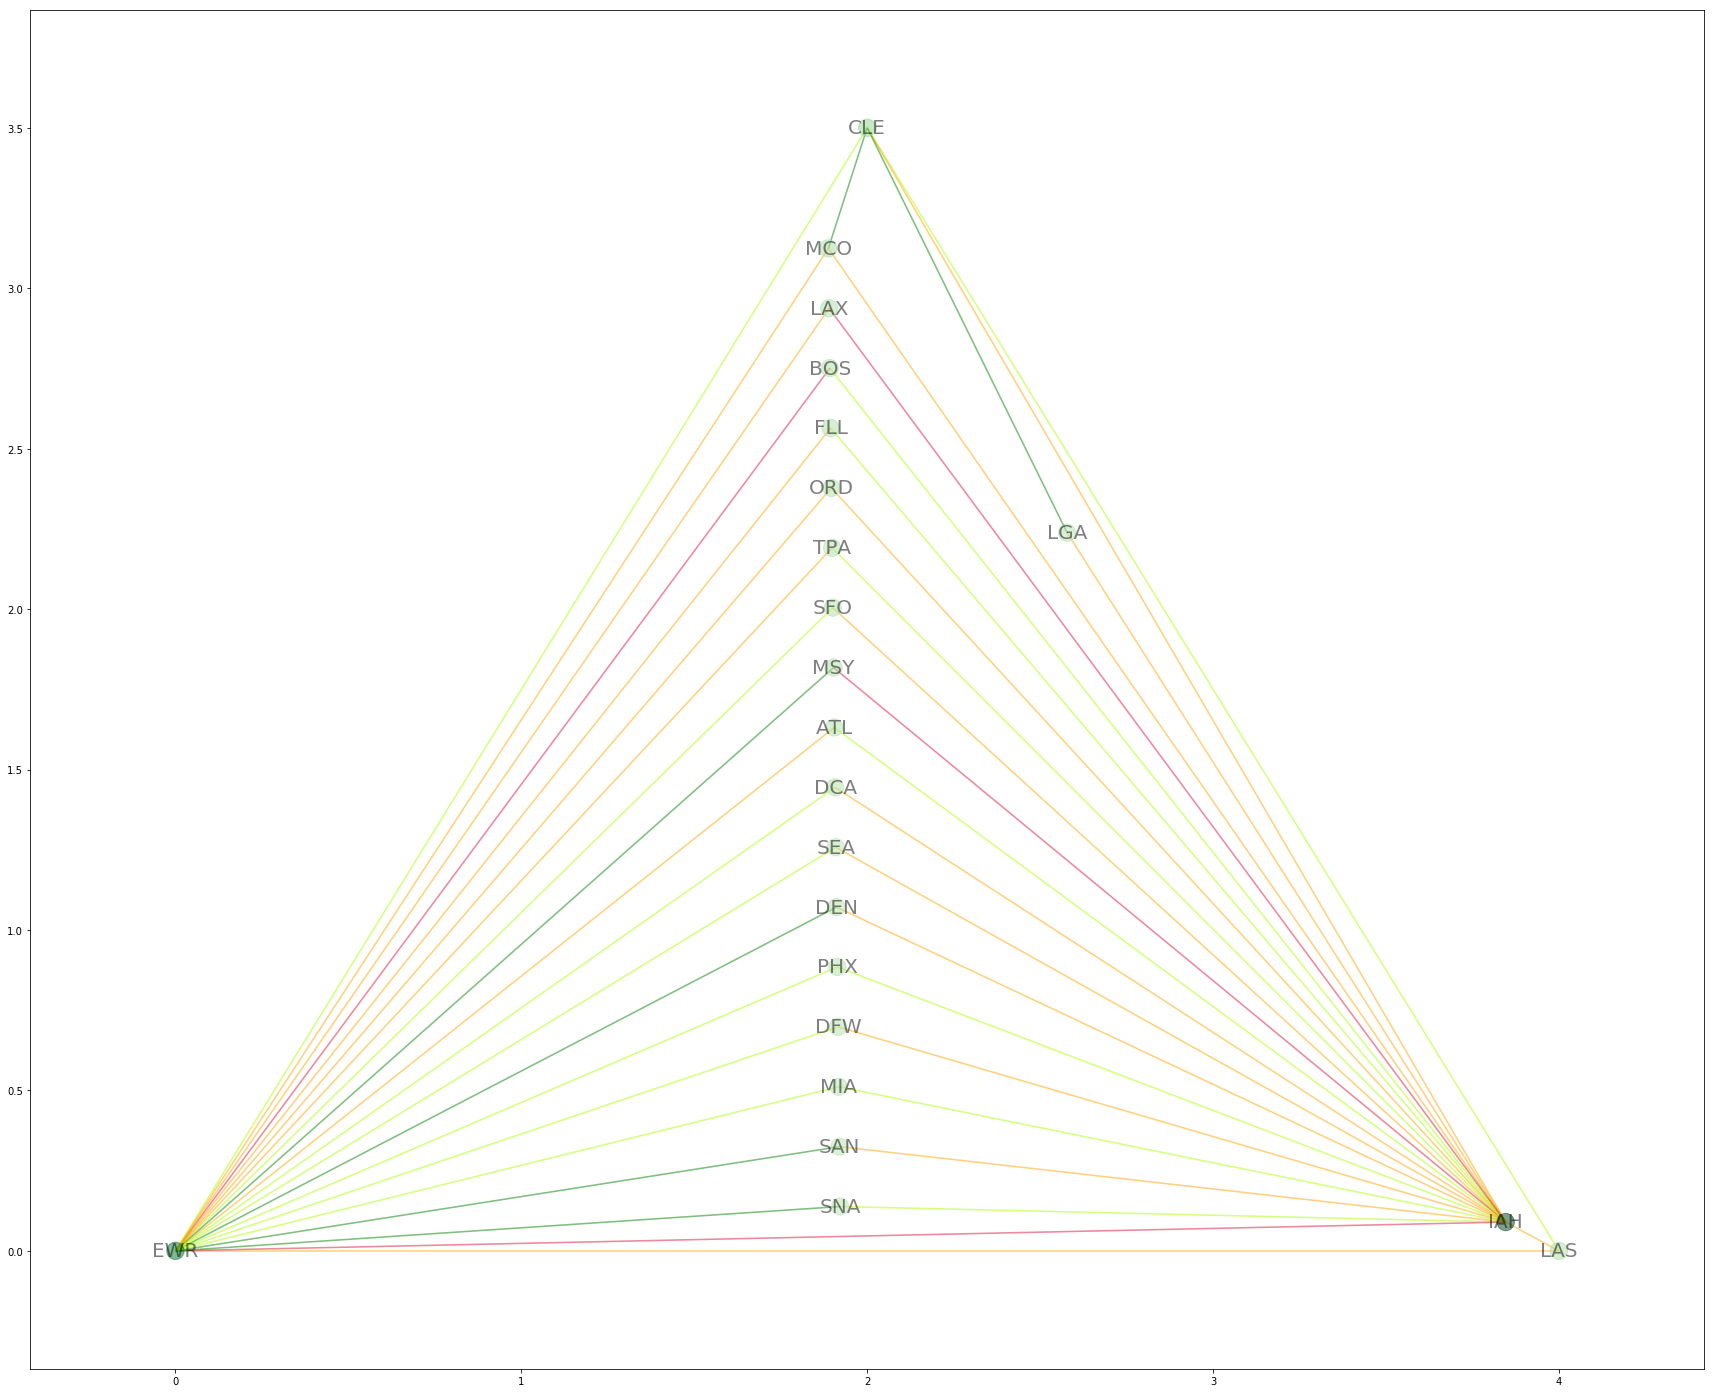 CLE
3.5
MCO
3.0
LAX
BOS
FLL
2.5
ORD
TPA
LGA
SFO
2.0
MSY
ATL
1.5
DCA
SEA
DEN
1.0
PHX
DFW
MIA
0.5
SAN
SNA
IAH
EWR
LAS
0.0
0 1 2 3 4